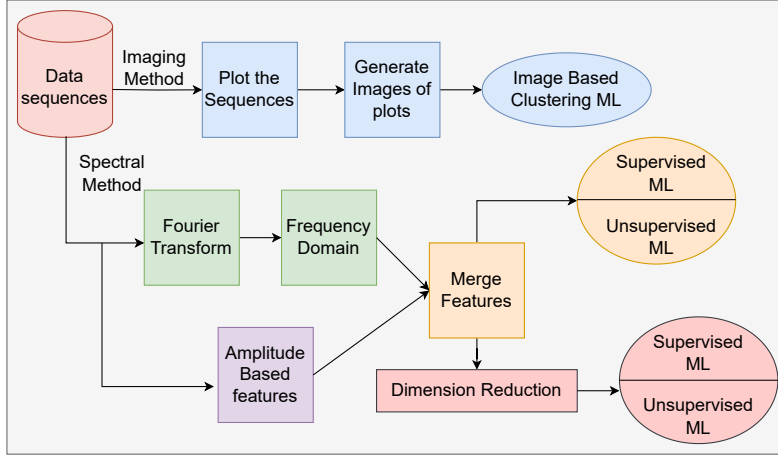 Data
sequences
Imaging
Method
Plot the
Sequences
Generate
Images of
plots
Image Based
Clustering ML
Spectral
Method
Fourier
Transform
Frequency
Domain
Amplitude
Based
features
Merge
Features
Supervised
ML
Unsupervised
ML
Dimension Reduction
Supervised
ML
Unsupervised
ML